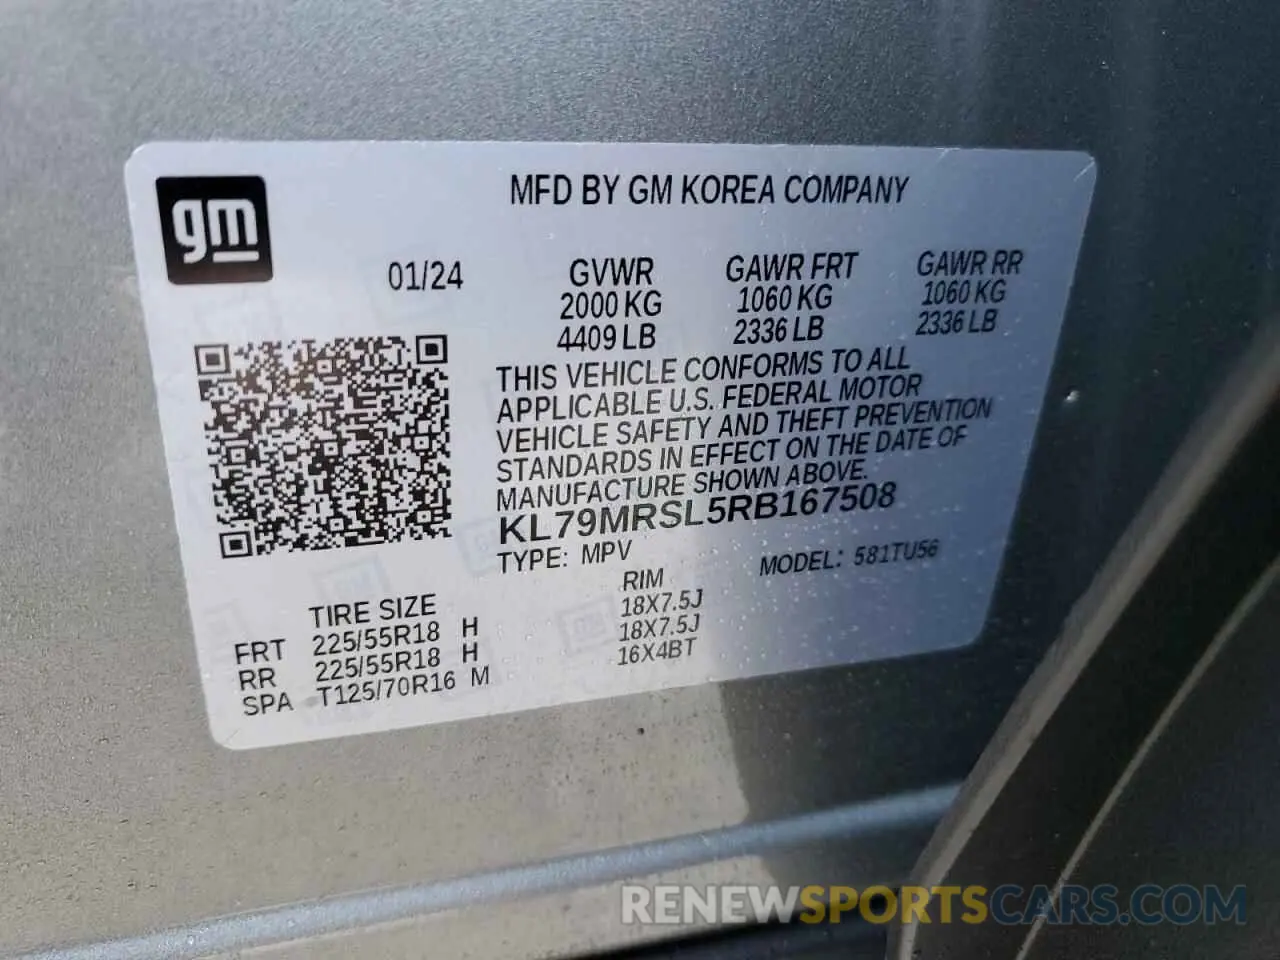 gm
MFD BY GM KOREA COMPANY
01/24 GVWR GAWR FRT GAWR RR
2000 KG 1060 KG 1060 KG
4409 LB 2336 LB 2336 LB
THIS VEHICLE CONFORMS TO ALL
APPLICABLE U.S. FEDERAL MOTOR
VEHICLE SAFETY AND THEFT PREVENTION
STANDARDS IN EFFECT ON THE DATE OF
MANUFACTURE SHOWN ABOVE.
KL79MRSL5RB167508
TYPE: MPV MODEL: 581TU56
TIRE SIZE RIM
FRT 225/55R18 H 18X7.5J
RR 225/55R18 H 18X7.5J
SPA T125/70R16 M 16X4BT
RENEWSPORTSCARS.COM